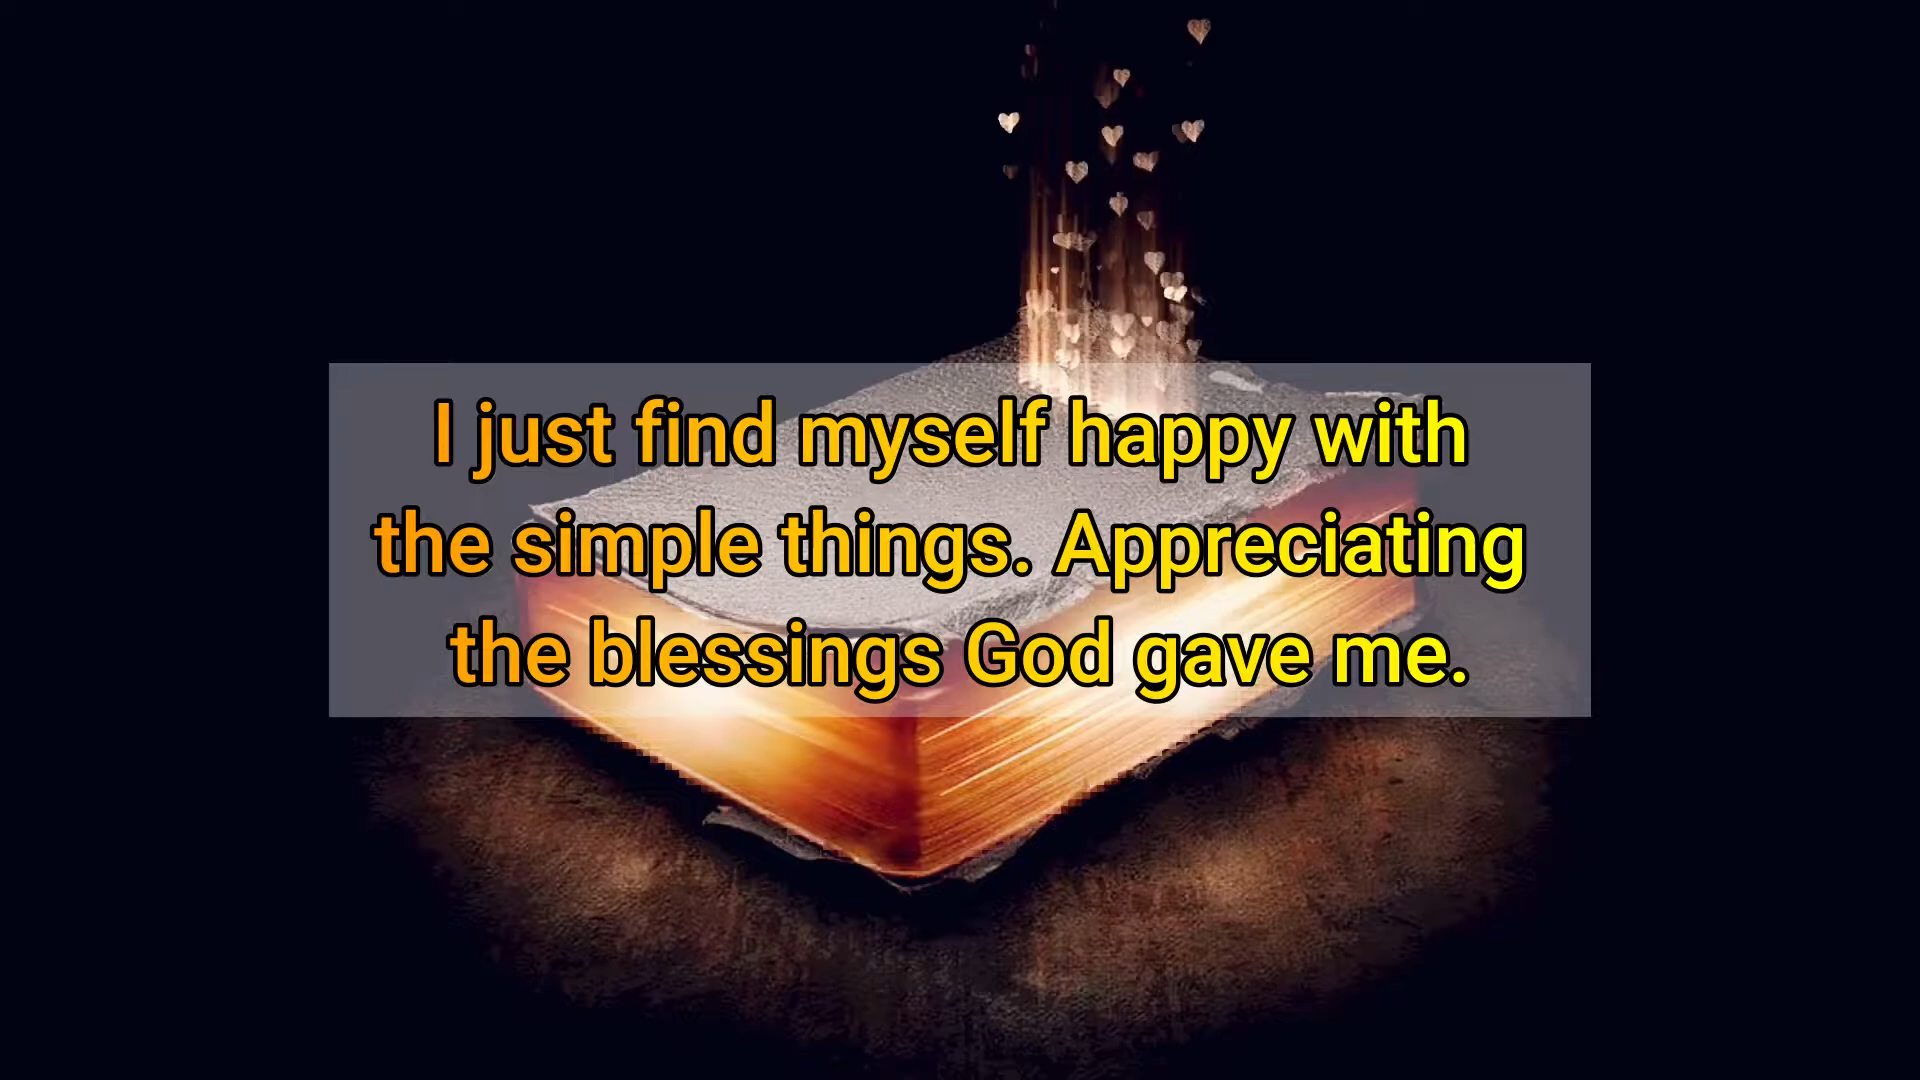 I just find myself happy with
the simple things. Appreciating
the blessings God gave me.